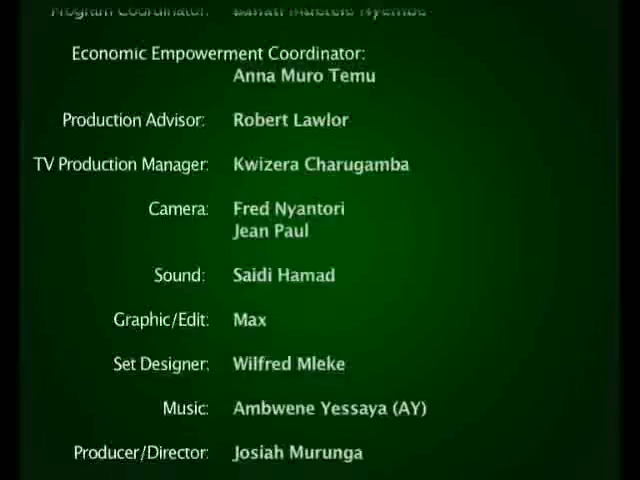 Program Coordinator:
Economic Empowerment Coordinator:
Anna Muro Temu
Production Advisor: Robert Lawlor
TV Production Manager: Kwizera Charugamba
Camera: Fred Nyantori
Jean Paul
Sound: Saidi Hamad
Graphic/Edit: Max
Set Designer: Wilfred Mleke
Music: Ambwene Yessaya (AY)
Producer/Director: Josiah Murunga